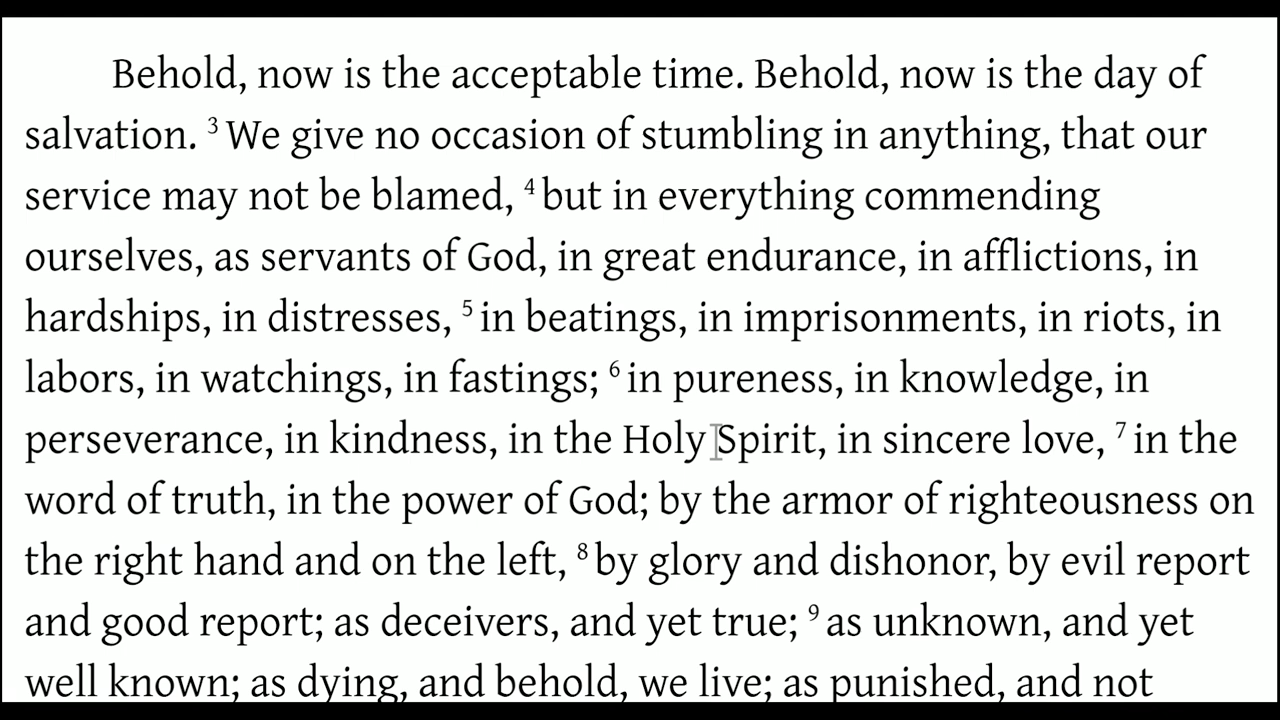 Behold, now is the acceptable time. Behold, now is the day of
salvation. ³ We give no occasion of stumbling in anything, that our
service may not be blamed, ⁴ but in everything commending
ourselves, as servants of God, in great endurance, in afflictions, in
hardships, in distresses, ⁵ in beatings, in imprisonments, in riots, in
labors, in watchings, in fastings; ⁶ in pureness, in knowledge, in
perseverance, in kindness, in the Holy Spirit, in sincere love, ⁷ in the
word of truth, in the power of God; by the armor of righteousness on
the right hand and on the left, ⁸ by glory and dishonor, by evil report
and good report; as deceivers, and yet true; ⁹ as unknown, and yet
well known; as dying, and behold, we live; as punished, and not